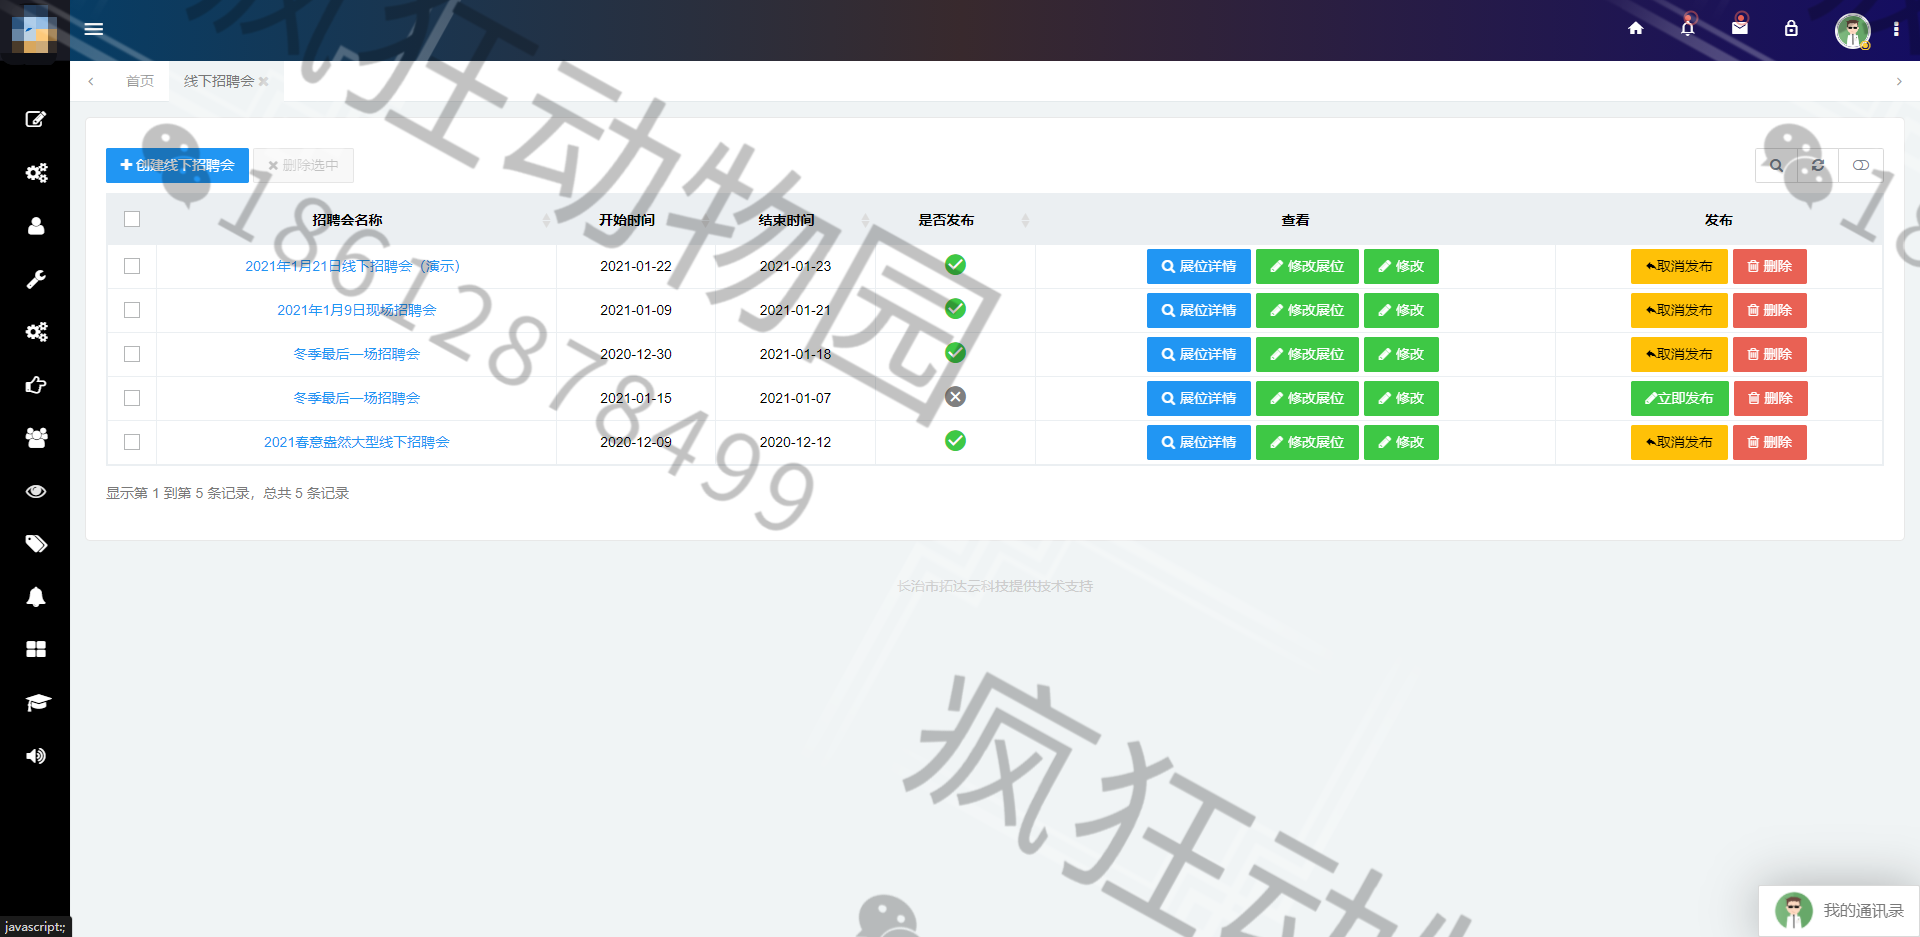 首页
线下招聘会
创建线下招聘会
删除选中
招聘会名称 开始时间 结束时间 是否发布 查看 发布
2021年1月21日线下招聘会（演示） 2021-01-22 2021-01-23 展位详情 修改展位 修改 取消发布 删除
2021年1月9日现场招聘会 2021-01-09 2021-01-21 展位详情 修改展位 修改 取消发布 删除
冬季最后一场招聘会 2020-12-30 2021-01-18 展位详情 修改展位 修改 取消发布 删除
冬季最后一场招聘会 2021-01-15 2021-01-07 展位详情 修改展位 修改 立即发布 删除
2021春意盎然大型线下招聘会 2020-12-09 2020-12-12 展位详情 修改展位 修改 取消发布 删除
显示第 1 到第 5 条记录，总共 5 条记录
长治市拓达云科技提供技术支持
我的通讯录
javascript:;
疯狂动物园
18612878499
疯狂动
18